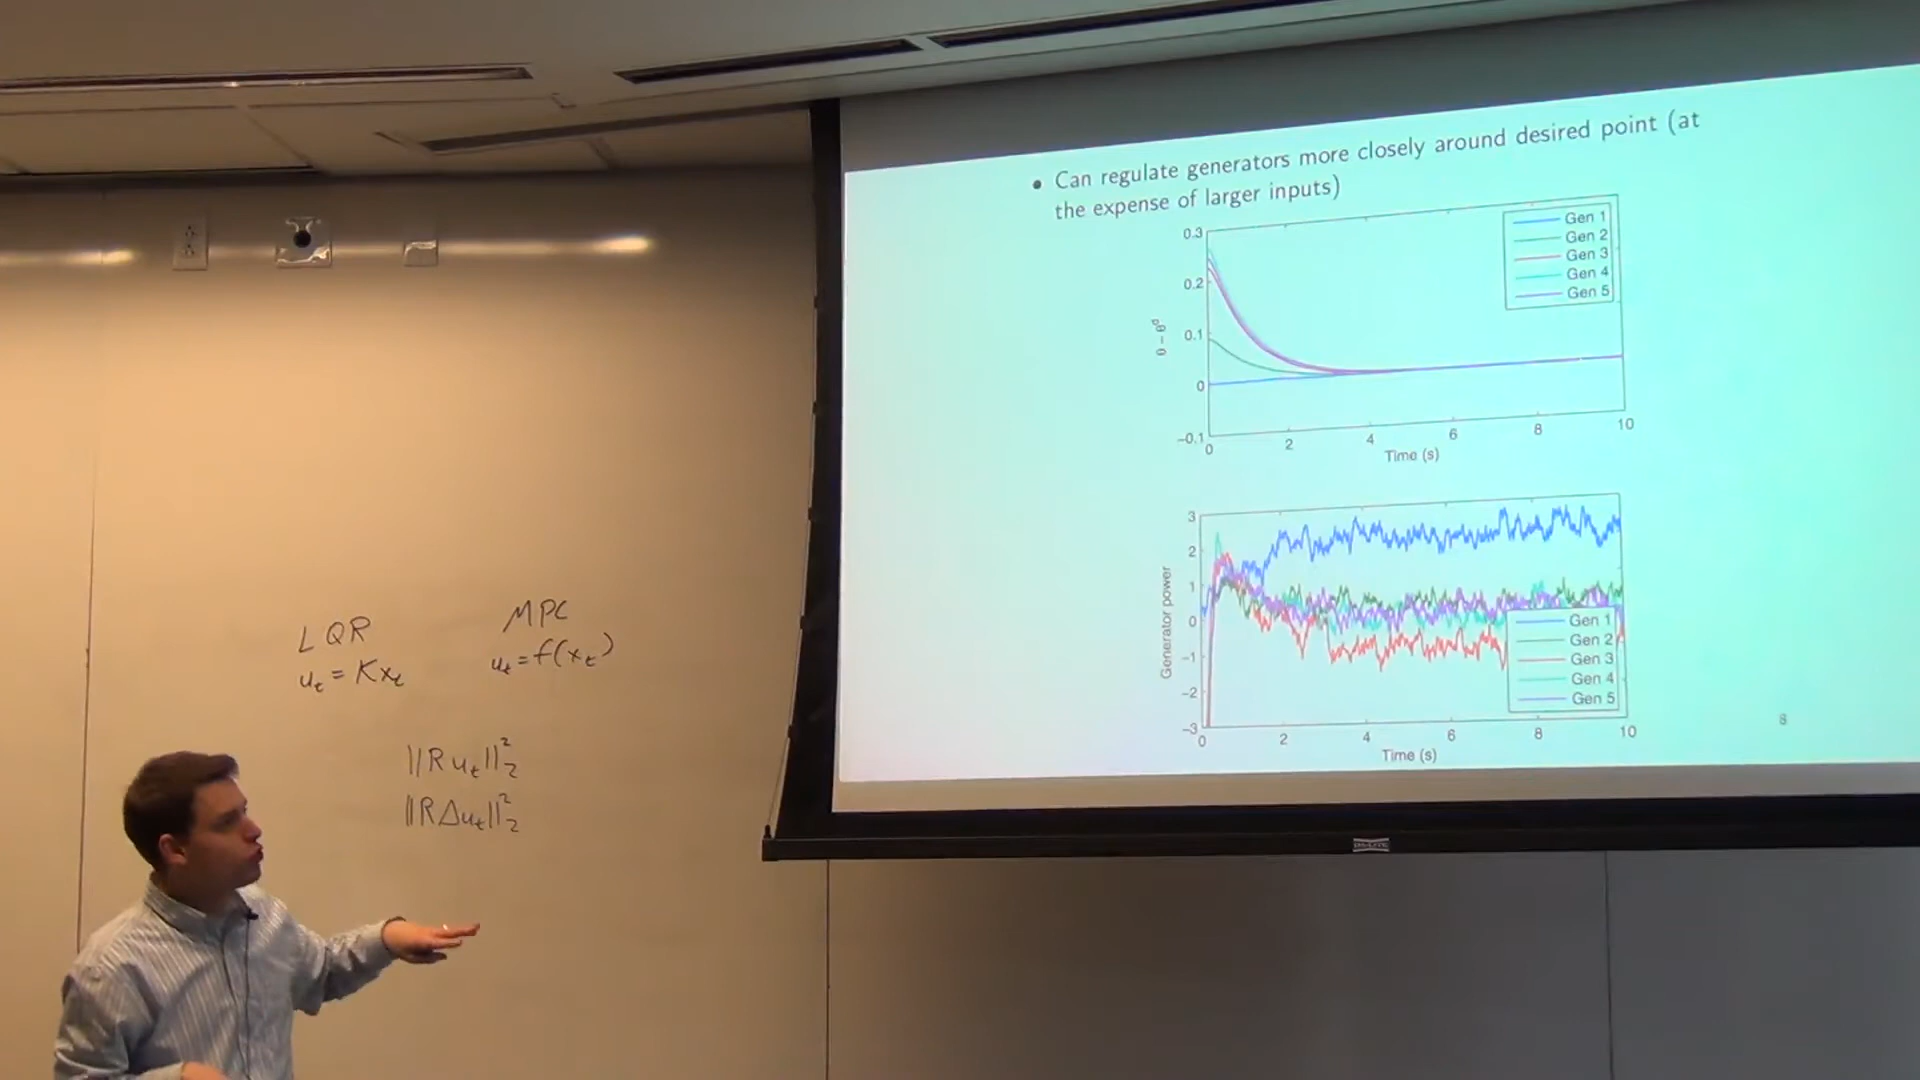 • Can regulate generators more closely around desired point (at
the expense of larger inputs)
0.3
0.2
0.1
0
−0.1
θ − θ^d
0 2 4 6 8 10
Time (s)
Gen 1
Gen 2
Gen 3
Gen 4
Gen 5
3
2
1
0
−1
−2
−3
Generator power
0 2 4 6 8 10
Time (s)
Gen 1
Gen 2
Gen 3
Gen 4
Gen 5
LQR
u_t = Kx_t
MPC
u_t = f(x_t)
||R u_t||_2^2
||R Δu_t||_2^2
DA-LITE